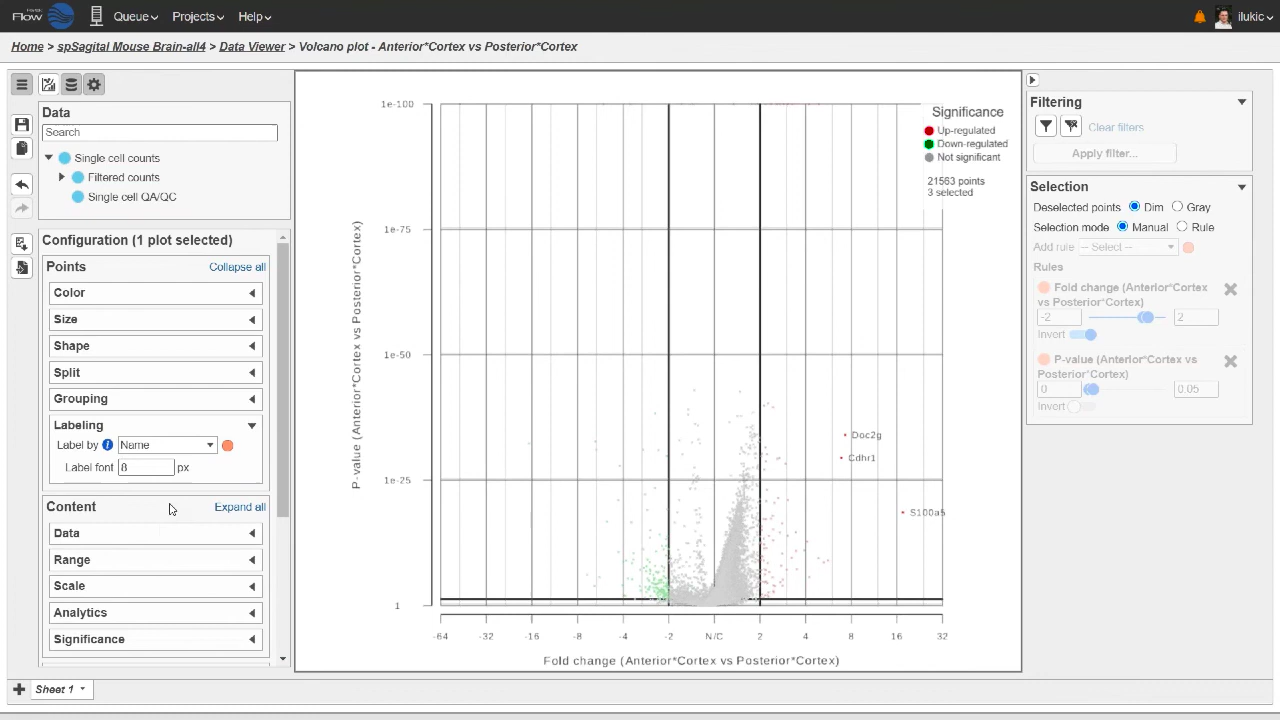 Flow
Queue
Projects
Help
ilukic
Home > spSagital Mouse Brain-all4 > Data Viewer > Volcano plot - Anterior*Cortex vs Posterior*Cortex
Data
Search
Single cell counts
Filtered counts
Single cell QA/QC
Configuration (1 plot selected)
Points
Collapse all
Color
Size
Shape
Split
Grouping
Labeling
Label by i Name
Label font 8 px
Content
Expand all
Data
Range
Scale
Analytics
Significance
1e-100
1e-75
1e-50
1e-25
1
P-value (Anterior*Cortex vs Posterior*Cortex)
Significance
Up-regulated
Down-regulated
Not significant
21563 points
3 selected
Doc2g
Cdhr1
S100a5
-64 -32 -16 -8 -4 -2 N/C 2 4 8 16 32
Fold change (Anterior*Cortex vs Posterior*Cortex)
Filtering
Clear filters
Apply filter...
Selection
Deselected points Dim Gray
Selection mode Manual Rule
Add rule -- Select --
Rules
Fold change (Anterior*Cortex
vs Posterior*Cortex)
-2 2
Invert
P-value (Anterior*Cortex vs
Posterior*Cortex)
0 0.05
Invert
Sheet 1